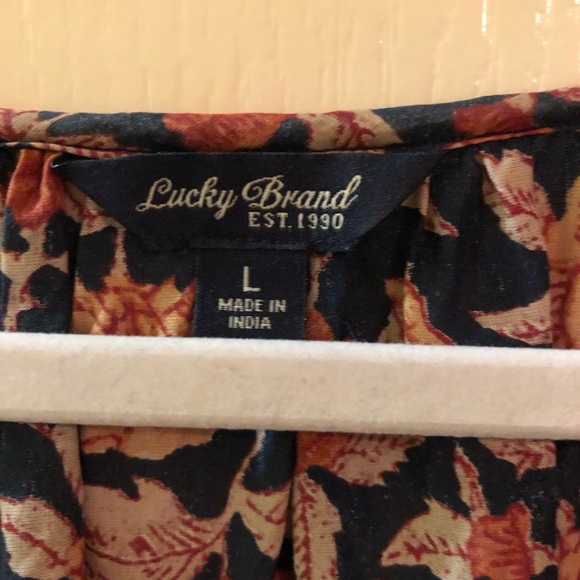 Lucky Brand
EST. 1990
L
MADE IN
INDIA